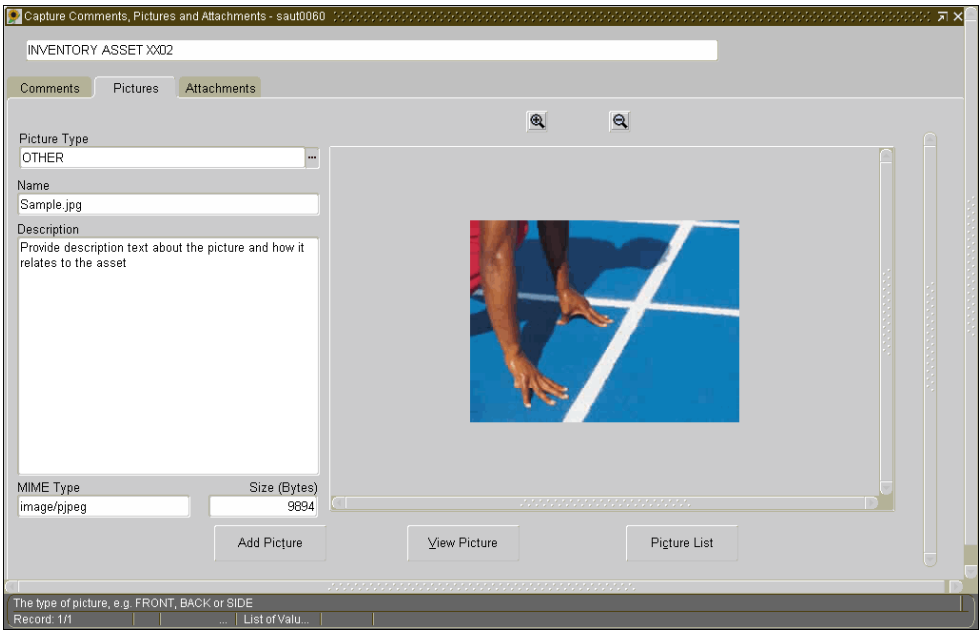 Capture Comments, Pictures and Attachments - saut0060
INVENTORY ASSET XX02
Comments Pictures Attachments
Picture Type
OTHER ...
Name
Sample.jpg
Description
Provide description text about the picture and how it
relates to the asset
MIME Type Size (Bytes)
image/pjpeg 9894
Add Picture View Picture Picture List
The type of picture, e.g. FRONT, BACK or SIDE
Record: 1/1 ... List of Valu...